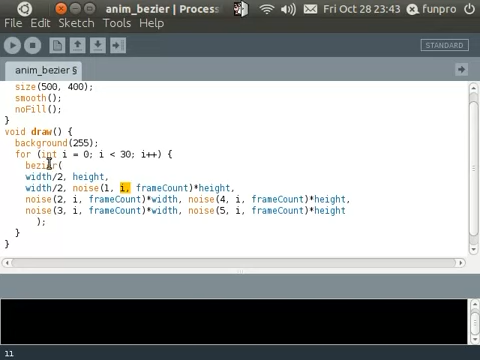 anim_bezier | Process
Fri Oct 28 23:43
funpro
File Edit Sketch Tools Help
STANDARD
anim_bezier §
size(500, 400);
smooth();
noFill();
}
void draw() {
background(255);
for (int i = 0; i < 30; i++) {
bezier(
width/2, height,
width/2, noise(1, i, frameCount)*height,
noise(2, i, frameCount)*width, noise(4, i, frameCount)*height,
noise(3, i, frameCount)*width, noise(5, i, frameCount)*height
);
}
}
11